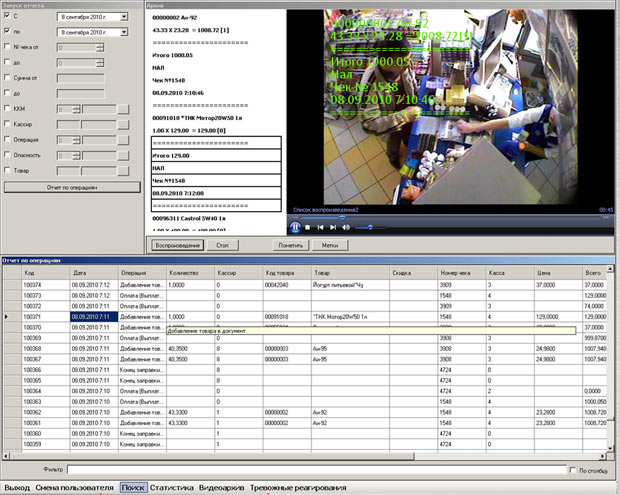 Запуск отчета
С
8 сентября 2010 г.
по
8 сентября 2010 г.
N! чека от
0
до
0
Сумма от
до
ККМ
0
Кассир
0
Операция
0
Опасность
0
Товар
Отчет по операциям
Архив
00000002 Аи-92
43.33 X 23.28 = 1008.72 [1]
=======================
Итого 1000.05
НАЛ
Чек №1548
08.09.2010 7:10:46
=======================
00091018 *ТНК Мотор20W50 1л
1.00 X 129.00 = 129.00 [0]
=======================
Итого 129.00
НАЛ
Чек №1548
08.09.2010 7:12:08
=======================
00096311 Castrol 5W40 1л
Воспроизведение
Стоп
Пометить
Метки
00000002 Аи-92
43.33 X 23.28 = 1008.72[1]
=======================
Итого 1000.05
Нал
Чек № 1548
08.09.2010 7:10:46
Список воспроизведения2
00:45
Отчет по операциям
Код Дата Операция Количество Кассир Код товара Товар Скидка Номер чека Касса Цена Всего
100374 08.09.2010 7:12 Добавление тов... 1,0000 0 00042040 Йогурт питьевой"Чу 3909 3 37,0000 37,0000
100373 08.09.2010 7:11 Оплата (Выплат... 0 1548 4 129,0000
100372 08.09.2010 7:11 Оплата (Выплат... 0 3909 3 74,0000
100371 08.09.2010 7:11 Добавление тов... 1,0000 0 00091018 *ТНК Мотор20W50 1л 1548 4 129,0000 129,0000
100370 08.09.2010 7:11 Добавление тов... 3909 3 37,0000 37,0000
Добавление товара в документ
100369 08.09.2010 7:11 Оплата (Выплат... 0 3908 3 999,8700
100368 08.09.2010 7:11 Добавление тов... 40,3500 8 00000003 Аи-95 3908 3 24,9800 1007,940
100367 08.09.2010 7:11 Добавление тов... 40,3500 8 00000003 Аи-95 3908 3 24,9800 1007,940
100366 08.09.2010 7:11 Конец заправки... 8 4724 0
100365 08.09.2010 7:11 Конец заправки... 8 4724 0
100364 08.09.2010 7:11 Оплата (Выплат... 0 4724 2 0,0000
100363 08.09.2010 7:10 Оплата (Выплат... 0 1548 4 1000,050
100362 08.09.2010 7:10 Добавление тов... 43,3300 1 00000002 Аи-92 1548 4 23,2800 1008,720
100361 08.09.2010 7:10 Добавление тов... 43,3300 1 00000002 Аи-92 1548 4 23,2800 1008,720
100360 08.09.2010 7:10 Конец заправки... 1 4724 0
100359 08.09.2010 7:10 Конец заправки... 1 4724 0
Фильтр
По столбцу
Выход Смена пользователя Поиск Статистика Видеоархив Тревожные реагирования